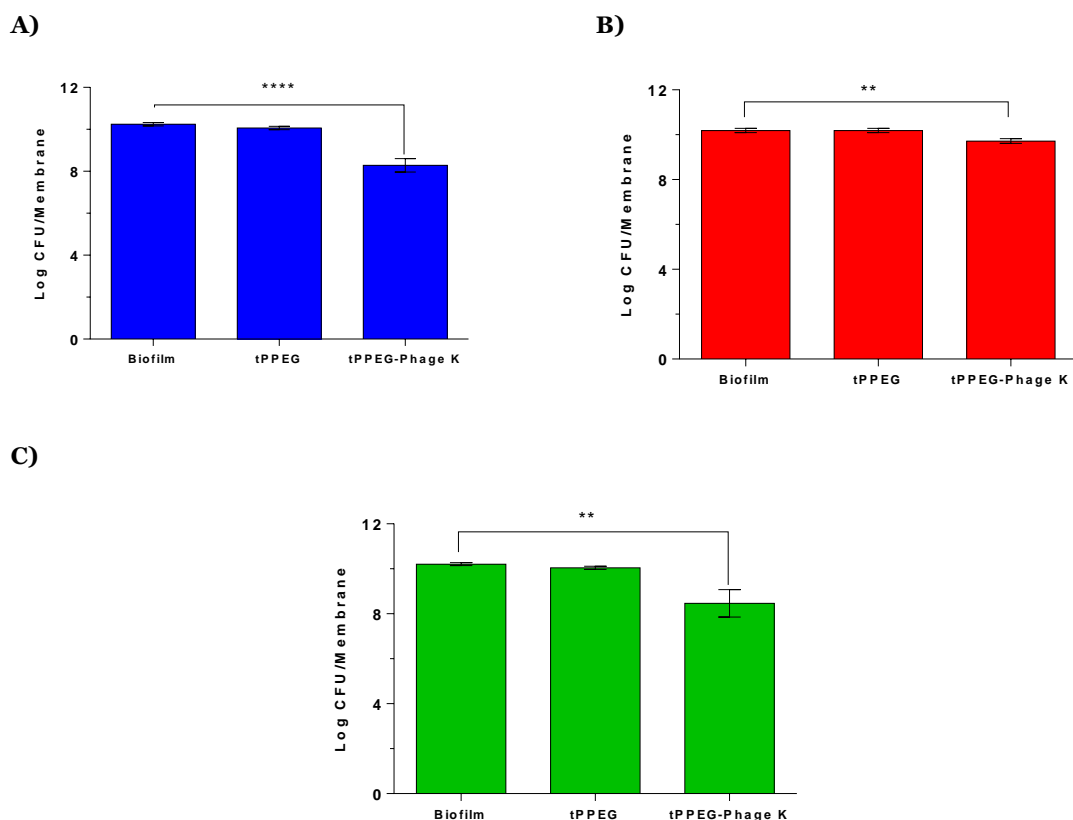 A)
****
12
8
4
0
Log CFU/Membrane
Biofilm tPPEG tPPEG-Phage K
B)
**
12
8
4
0
Log CFU/Membrane
Biofilm tPPEG tPPEG-Phage K
C)
**
12
8
4
0
Log CFU/Membrane
Biofilm tPPEG tPPEG-Phage K